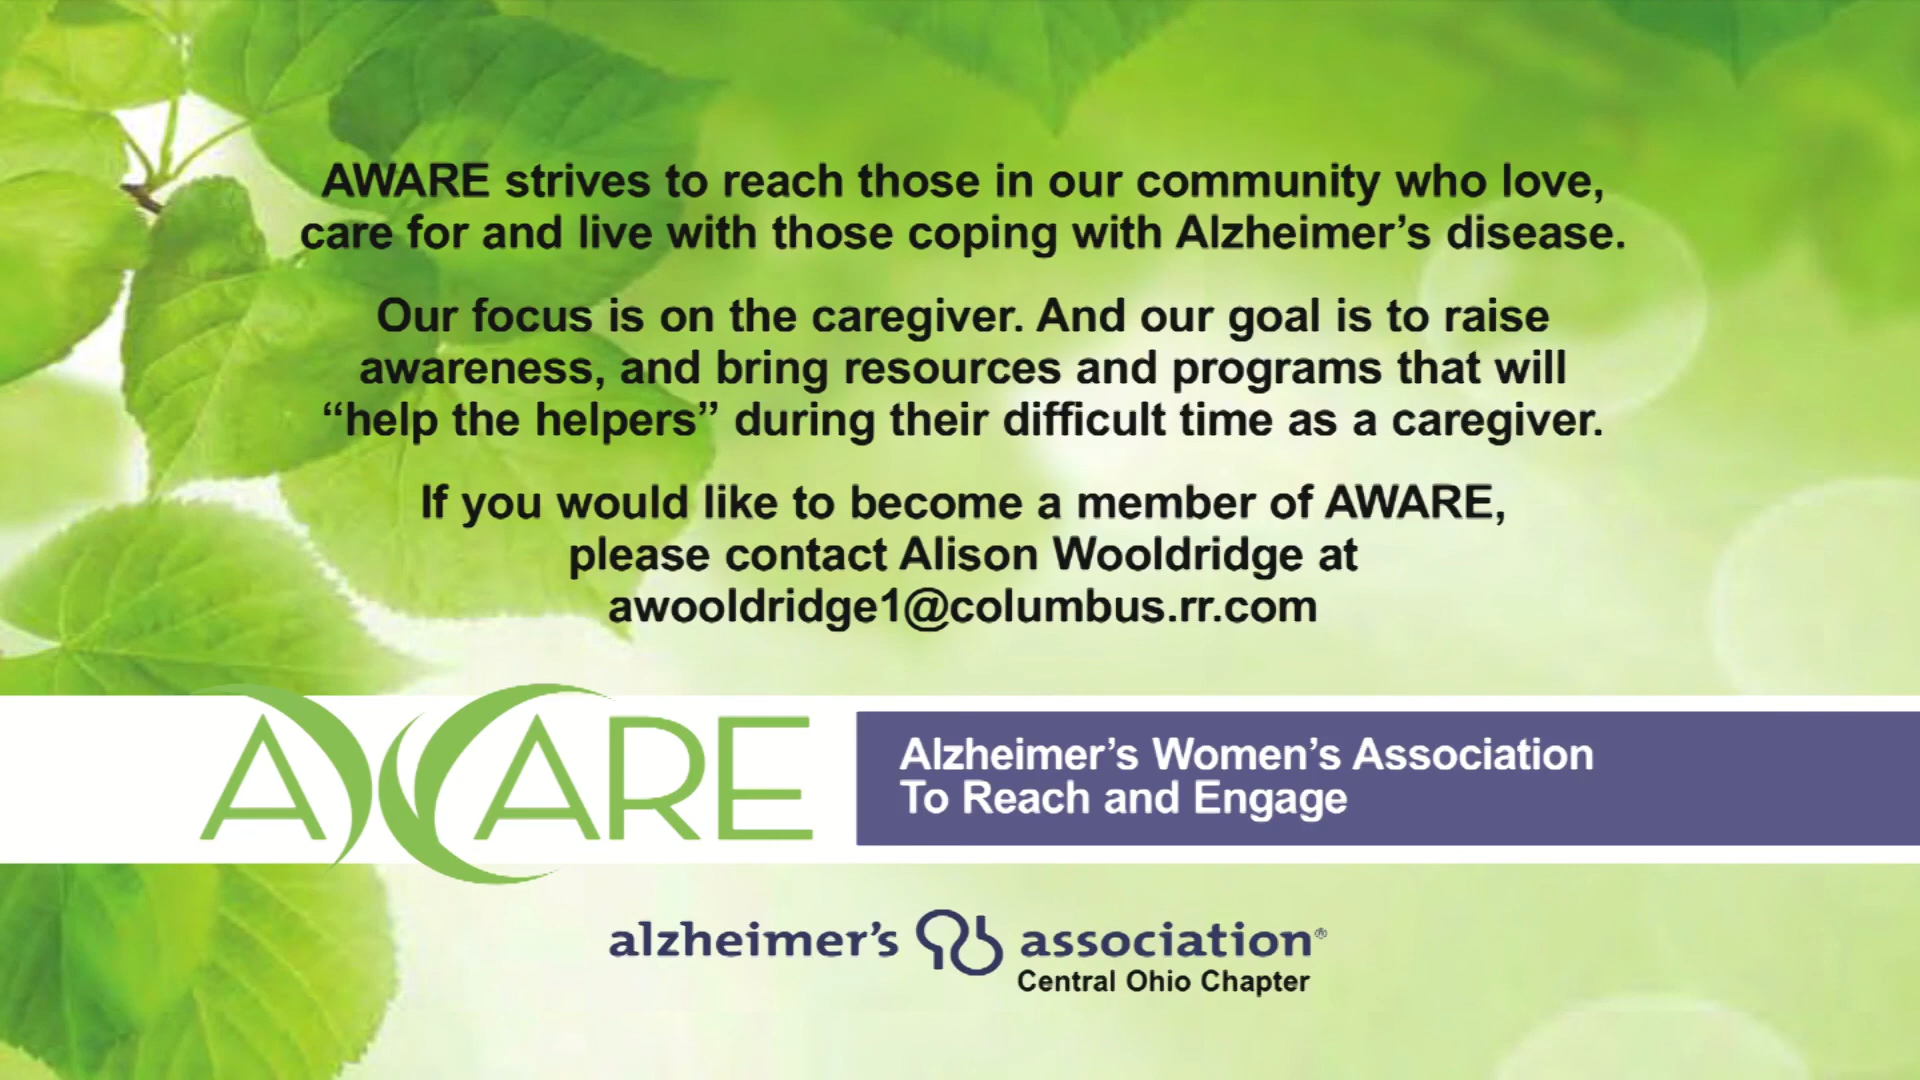 AWARE strives to reach those in our community who love,
care for and live with those coping with Alzheimer’s disease.
Our focus is on the caregiver. And our goal is to raise
awareness, and bring resources and programs that will
“help the helpers” during their difficult time as a caregiver.
If you would like to become a member of AWARE,
please contact Alison Wooldridge at
awooldridge1@columbus.rr.com
AWARE
Alzheimer’s Women’s Association
To Reach and Engage
alzheimer’s association®
Central Ohio Chapter